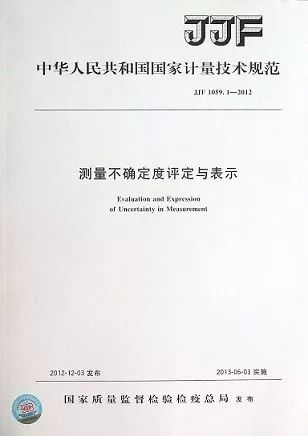 JJF
中华人民共和国国家计量技术规范
JJF 1059.1—2012
测量不确定度评定与表示
Evaluation and Expression
of Uncertainty in Measurement
2012-12-03 发布
2013-06-03 实施
国家质量监督检验检疫总局 发布